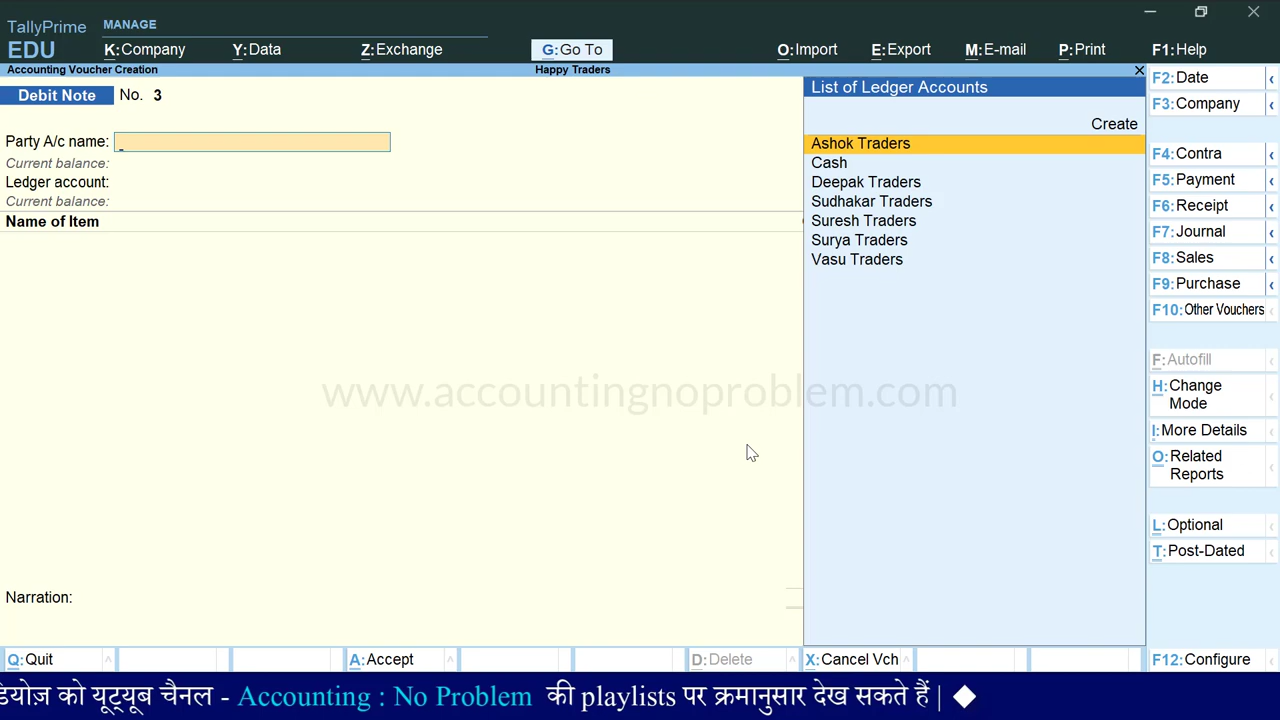 TallyPrime
EDU
MANAGE
K:Company
Y:Data
Z:Exchange
G:Go To
O:Import
E:Export
M:E-mail
P:Print
F1:Help
Accounting Voucher Creation
Happy Traders
Debit Note
No. 3
Party A/c name:
Current balance:
Ledger account:
Current balance:
Name of Item
Narration:
List of Ledger Accounts
Create
Ashok Traders
Cash
Deepak Traders
Sudhakar Traders
Suresh Traders
Surya Traders
Vasu Traders
F2:Date
F3:Company
F4:Contra
F5:Payment
F6:Receipt
F7:Journal
F8:Sales
F9:Purchase
F10:Other Vouchers
F:Autofill
H:Change
Mode
I:More Details
O:Related
Reports
L:Optional
T:Post-Dated
F12:Configure
www.accountingnoproblem.com
Q:Quit
A:Accept
D:Delete
X:Cancel Vch
को यूट्यूब चैनल - Accounting : No Problem की playlists पर क्रमानुसार देख सकते हैं |